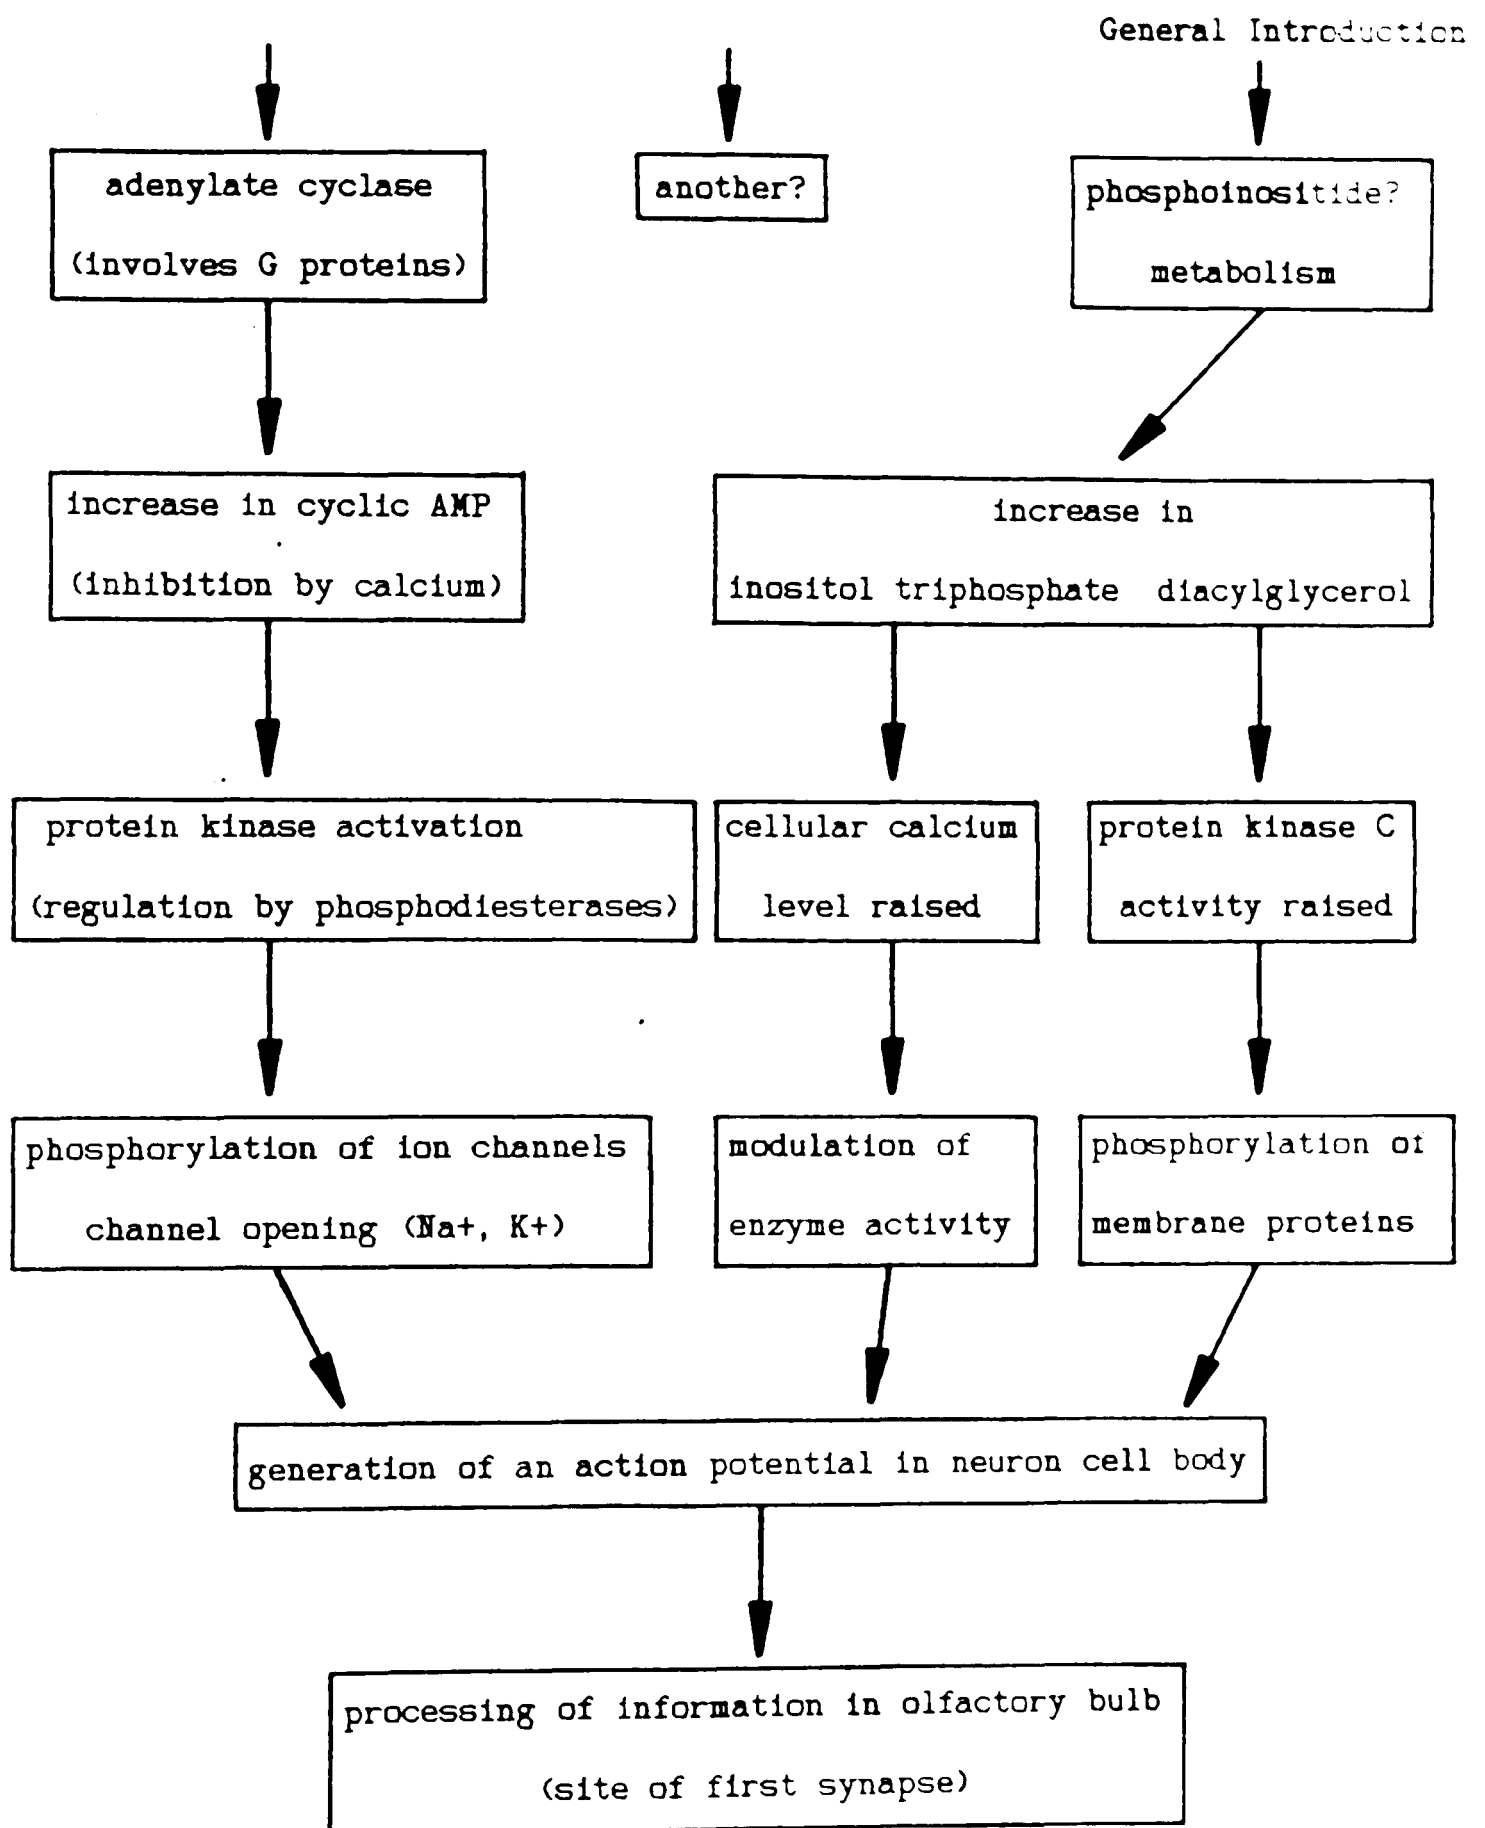 General Introduction
adenylate cyclase
(involves G proteins)
another?
phosphoinositide?
metabolism
increase in cyclic AMP
(inhibition by calcium)
increase in
inositol triphosphate diacylglycerol
protein kinase activation
(regulation by phosphodiesterases)
cellular calcium
level raised
protein kinase C
activity raised
phosphorylation of ion channels
channel opening (Na+, K+)
modulation of
enzyme activity
phosphorylation of
membrane proteins
generation of an action potential in neuron cell body
processing of information in olfactory bulb
(site of first synapse)